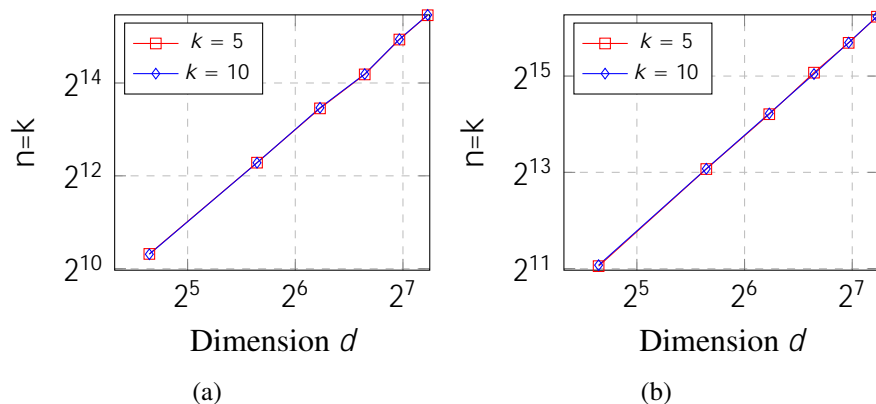 2^14
2^12
2^10
n=k
k = 5
k = 10
2^5
2^6
2^7
Dimension d
(a)
2^15
2^13
2^11
n=k
k = 5
k = 10
2^5
2^6
2^7
Dimension d
(b)